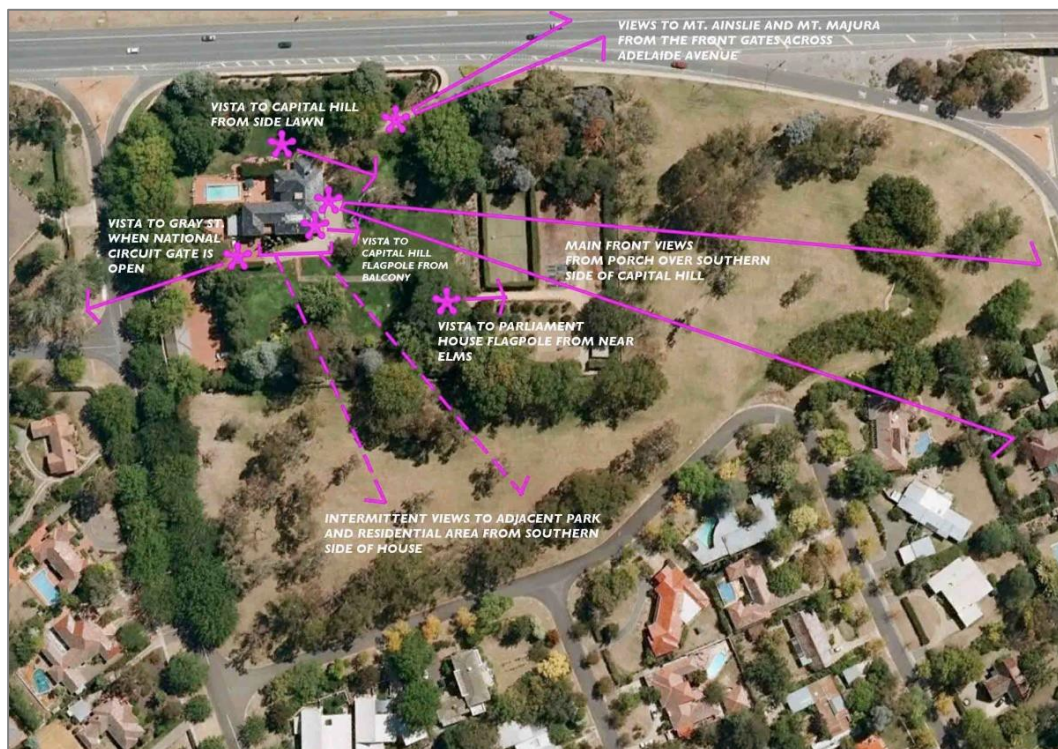 VIEWS TO MT. AINSLIE AND MT. MAJURA
FROM THE FRONT GATES ACROSS
ADELAIDE AVENUE
VISTA TO CAPITAL HILL
FROM SIDE LAWN
VISTA TO GRAY ST.
WHEN NATIONAL
CIRCUIT GATE IS
OPEN
VISTA TO
CAPITAL HILL
FLAGPOLE FROM
BALCONY
MAIN FRONT VIEWS
FROM PORCH OVER SOUTHERN
SIDE OF CAPITAL HILL
VISTA TO PARLIAMENT
HOUSE FLAGPOLE FROM NEAR
ELMS
INTERMITTENT VIEWS TO ADJACENT PARK
AND RESIDENTIAL AREA FROM SOUTHERN
SIDE OF HOUSE